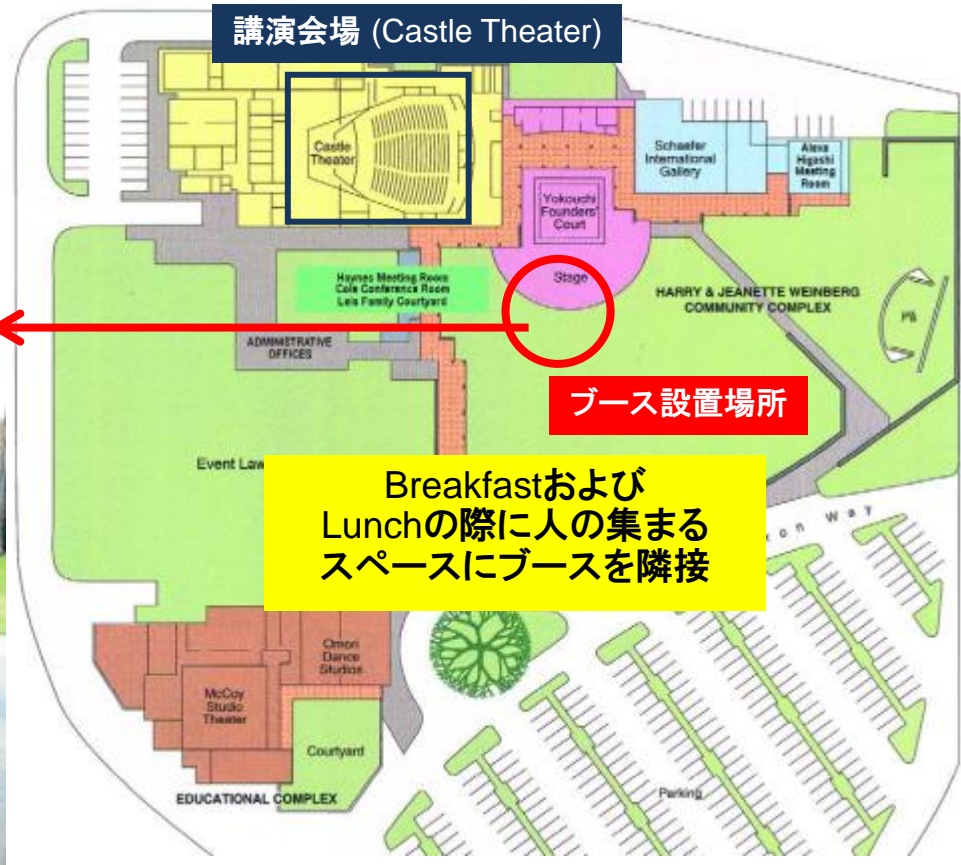 講演会場 (Castle Theater)
Castle
Theater
Schaefer
International
Gallery
Alexa
Higashi
Meeting
Room
Yokouchi
Founders'
Court
Stage
Haynes Meeting Room
Cole Conference Room
Leis Family Courtyard
HARRY & JEANETTE WEINBERG
COMMUNITY COMPLEX
ADMINISTRATIVE
OFFICES
ブース設置場所
Event Law
Breakfastおよび
Lunchの際に人の集まる
スペースにブースを隣接
xon Way
Omori
Dance
Studios
McCoy
Studio
Theater
Courtyard
Parking
EDUCATIONAL COMPLEX